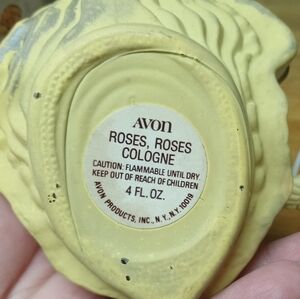 AVON
ROSES, ROSES
COLOGNE
CAUTION: FLAMMABLE UNTIL DRY
KEEP OUT OF REACH OF CHILDREN
4 FL. OZ.
AVON PRODUCTS, INC., N.Y., N.Y. 10019